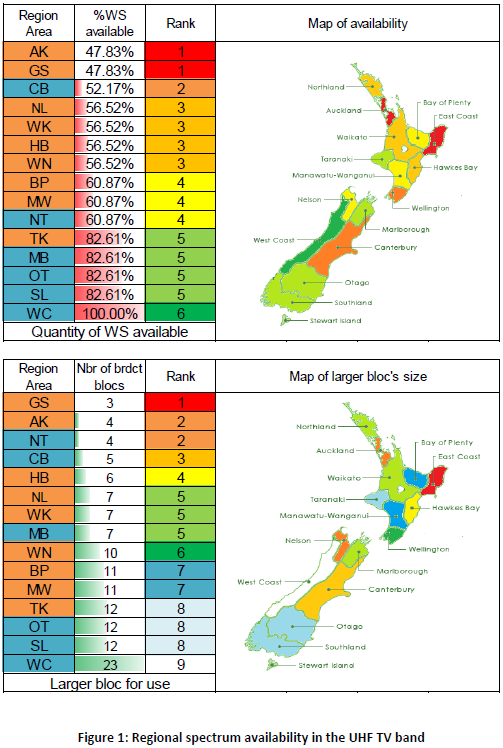 Region Area %WS available Rank Map of availability
AK 47.83% 1
GS 47.83% 1
CB 52.17% 2
NL 56.52% 3
WK 56.52% 3
HB 56.52% 3
WN 56.52% 3
BP 60.87% 4
MW 60.87% 4
NT 60.87% 4
TK 82.61% 5
MB 82.61% 5
OT 82.61% 5
SL 82.61% 5
WC 100.00% 6
Quantity of WS available
Northland
Auckland
Bay of Plenty
East Coast
Waikato
Taranaki
Hawkes Bay
Manawatu-Wanganui
Nelson
Wellington
Marlborough
West Coast
Canterbury
Otago
Southland
Stewart Island
Region Area Nbr of brdct blocs Rank Map of larger bloc's size
GS 3 1
AK 4 2
NT 4 2
CB 5 3
HB 6 4
NL 7 5
WK 7 5
MB 7 5
WN 10 6
BP 11 7
MW 11 7
TK 12 8
OT 12 8
SL 12 8
WC 23 9
Larger bloc for use
Northland
Auckland
Bay of Plenty
East Coast
Waikato
Taranaki
Hawkes Bay
Manawatu-Wanganui
Nelson
Wellington
Marlborough
West Coast
Canterbury
Otago
Southland
Stewart Island
Figure 1: Regional spectrum availability in the UHF TV band